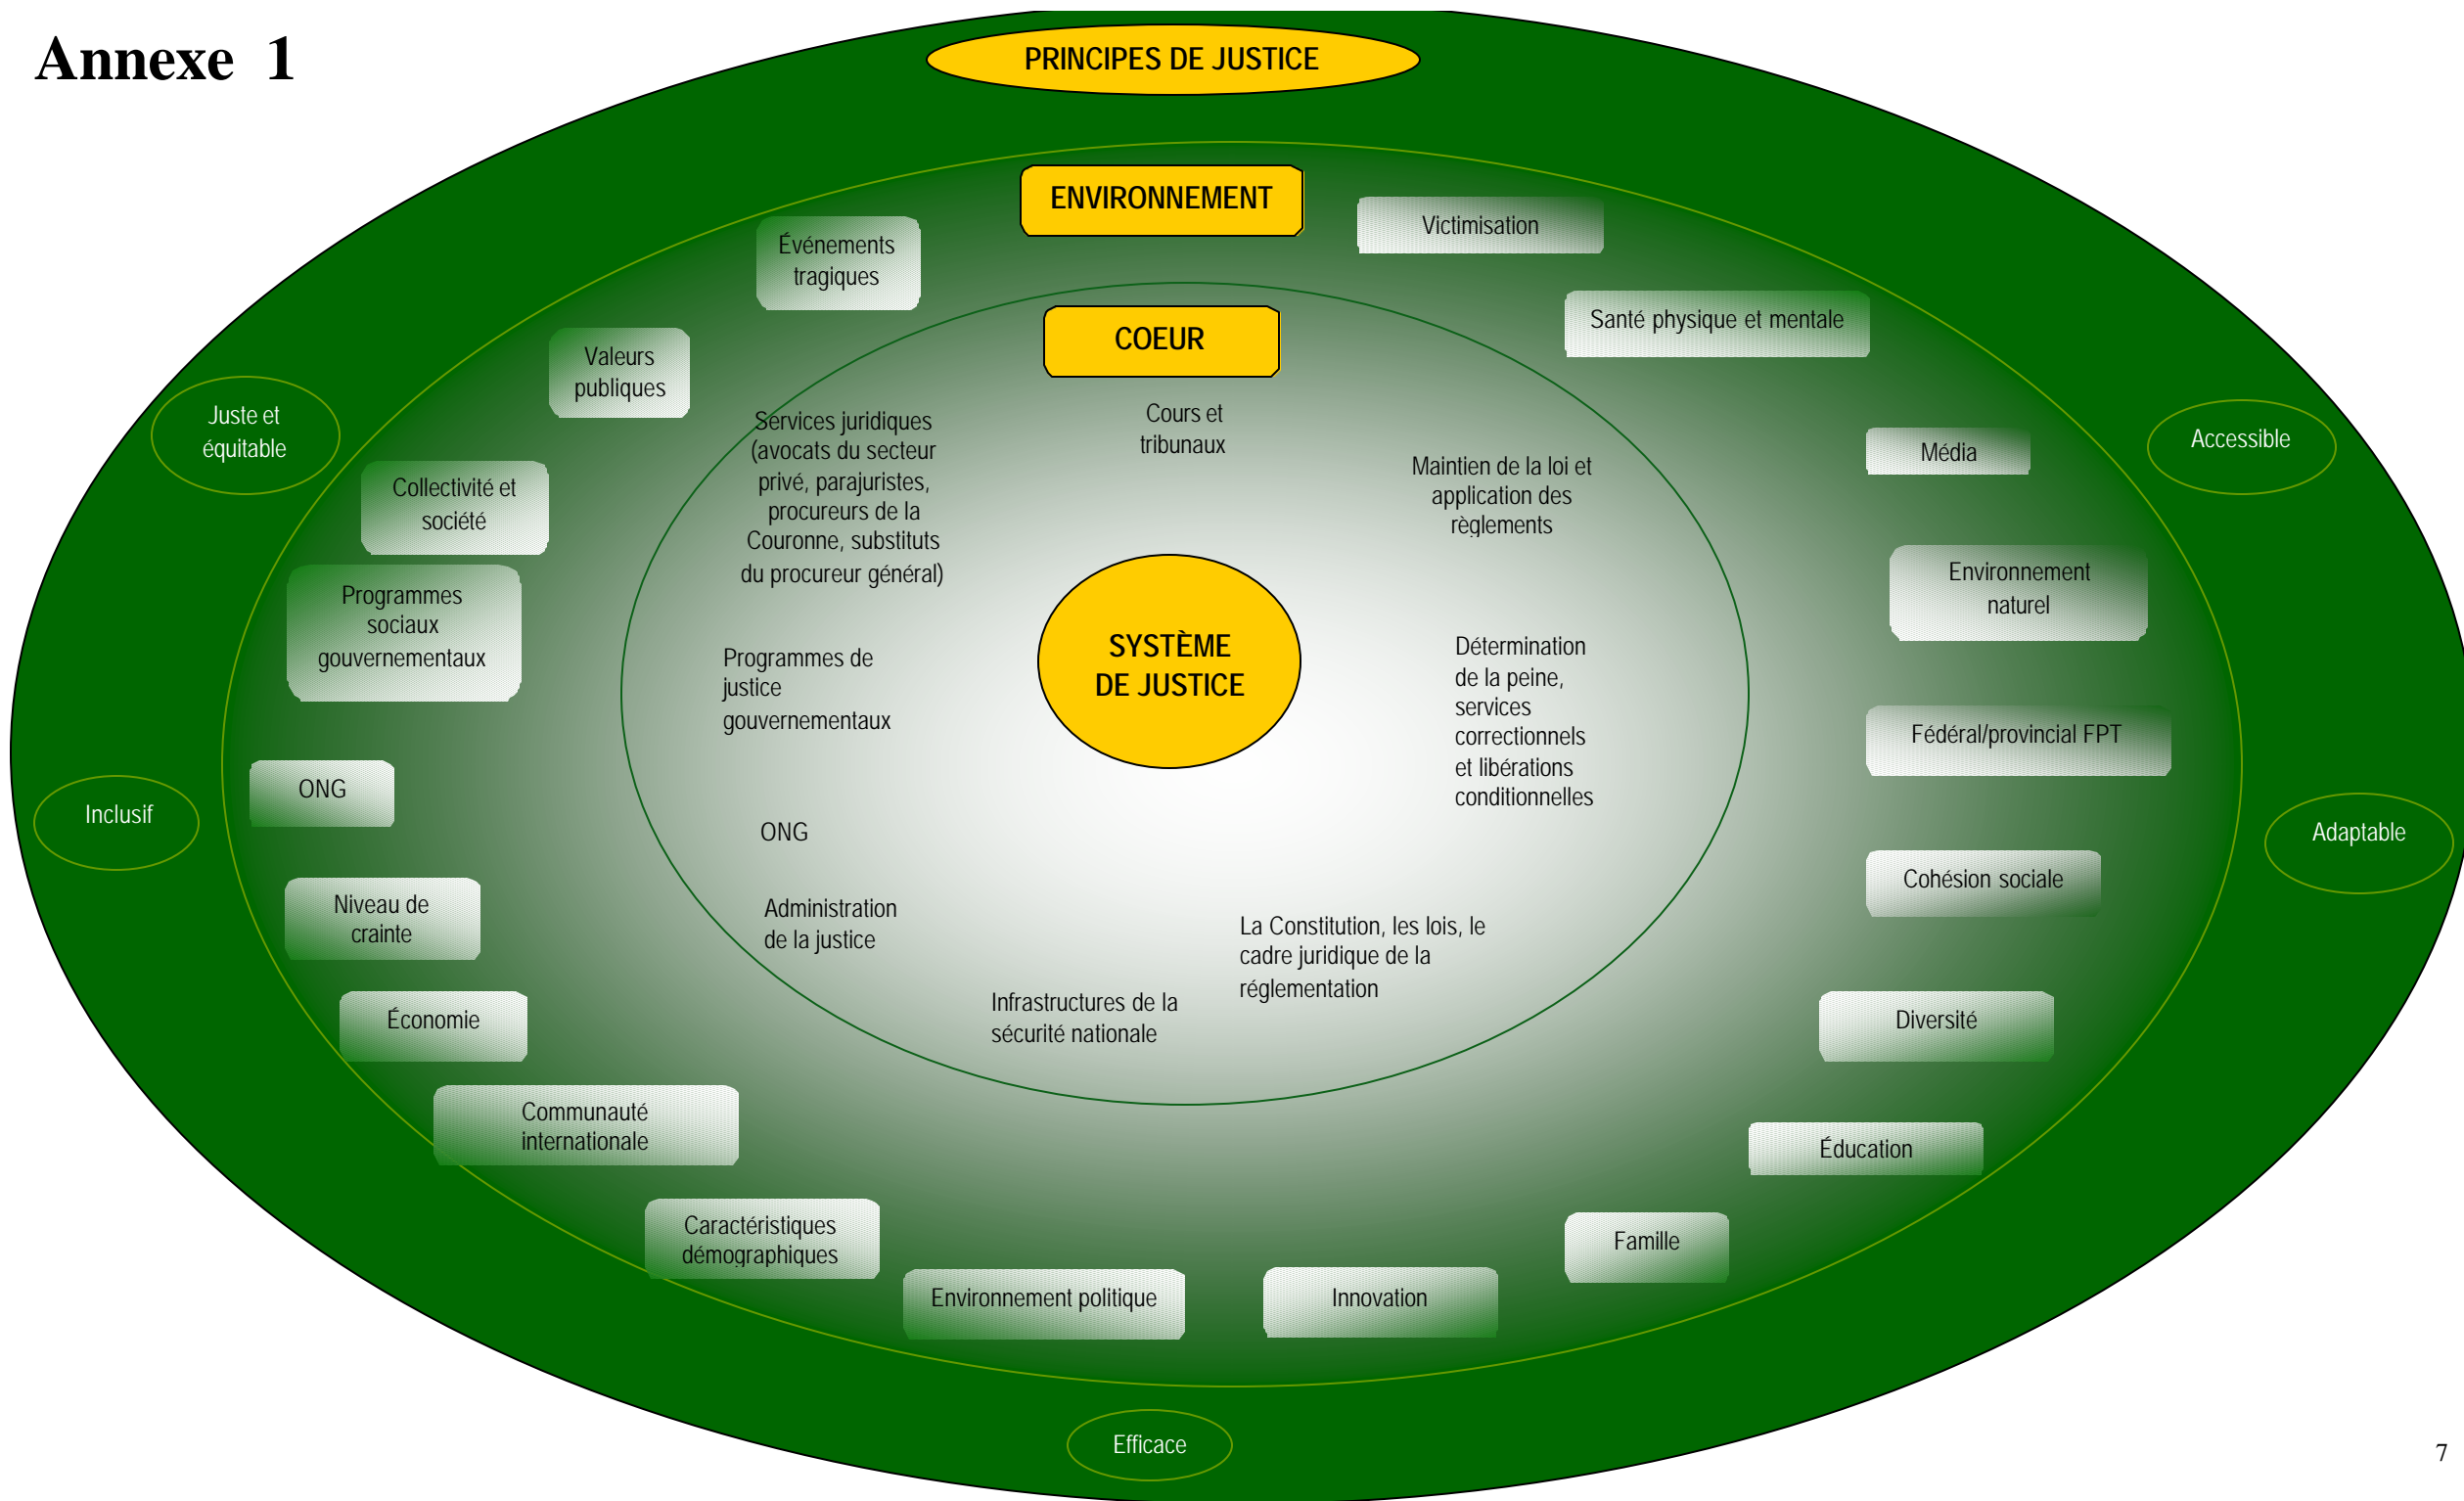 Annexe 1
PRINCIPES DE JUSTICE
ENVIRONNEMENT
Victimisation
Événements
tragiques
Santé physique et mentale
COEUR
Valeurs
publiques
Juste et
équitable
Services juridiques
(avocats du secteur
privé, parajuristes,
procureurs de la
Couronne, substituts
du procureur général)
Cours et
tribunaux
Maintien de la loi et
application des
règlements
Média
Accessible
Collectivité et
société
Programmes
sociaux
gouvernementaux
Environnement
naturel
SYSTÈME
DE JUSTICE
Programmes de
justice
gouvernementaux
Détermination
de la peine,
services
correctionnels
et libérations
conditionnelles
Fédéral/provincial FPT
ONG
Inclusif
ONG
Adaptable
Cohésion sociale
Niveau de
crainte
Administration
de la justice
La Constitution, les lois, le
cadre juridique de la
réglementation
Infrastructures de la
sécurité nationale
Économie
Diversité
Communauté
internationale
Éducation
Caractéristiques
démographiques
Famille
Environnement politique
Innovation
Efficace
7